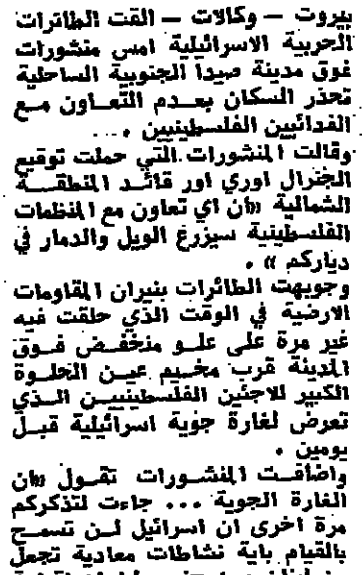 بيروت – وكالات – القت الطائرات
الحربية الاسرائيلية امس منشورات
فوق مدينة صيدا الجنوبية الساحلية
تحذر السكان بعدم التعاون مع
الفدائيين الفلسطينيين .
وقالت المنشورات التي حملت توقيع
الجنرال اوري اور قائد المنطقة
الشمالية «ان أي تعاون مع المنظمات
الفلسطينية سيزرع الويل والدمار في
دياركم » .
وجوبهت الطائرات بنيران المقاومات
الارضية في الوقت الذي حلقت فيه
غير مرة على علو منخفض فوق
المدينة قرب مخيم عين الحلوة
الكبير للاجئين الفلسطينيين الذي
تعرض لغارة جوية اسرائيلية قبل
يومين .
واضافت المنشورات تقول «ان
الغارة الجوية ... جاءت لتذكركم
مرة اخرى ان اسرائيل لن تسمح
بالقيام باية نشاطات معادية تجعل